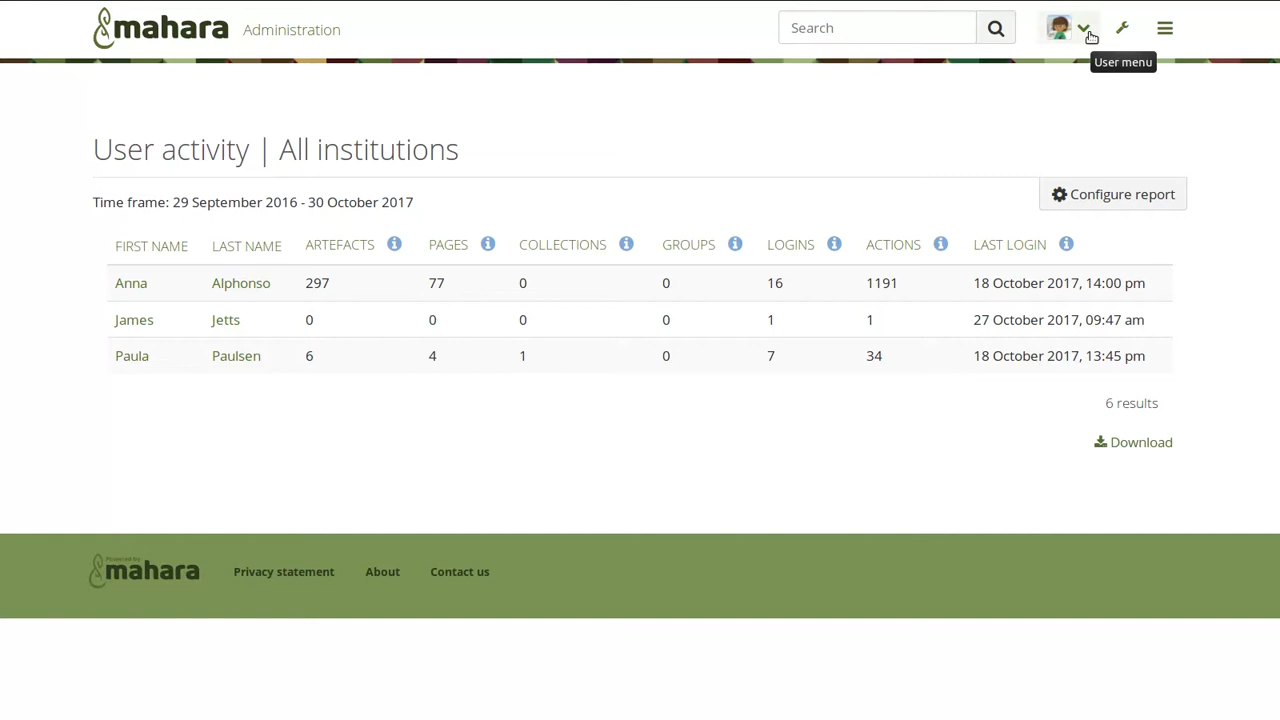 mahara Administration Search
User menu
User activity | All institutions
Time frame: 29 September 2016 - 30 October 2017 Configure report
FIRST NAME LAST NAME ARTEFACTS PAGES COLLECTIONS GROUPS LOGINS ACTIONS LAST LOGIN
Anna Alphonso 297 77 0 0 16 1191 18 October 2017, 14:00 pm
James Jetts 0 0 0 0 1 1 27 October 2017, 09:47 am
Paula Paulsen 6 4 1 0 7 34 18 October 2017, 13:45 pm
6 results
Download
Powered by
mahara Privacy statement About Contact us